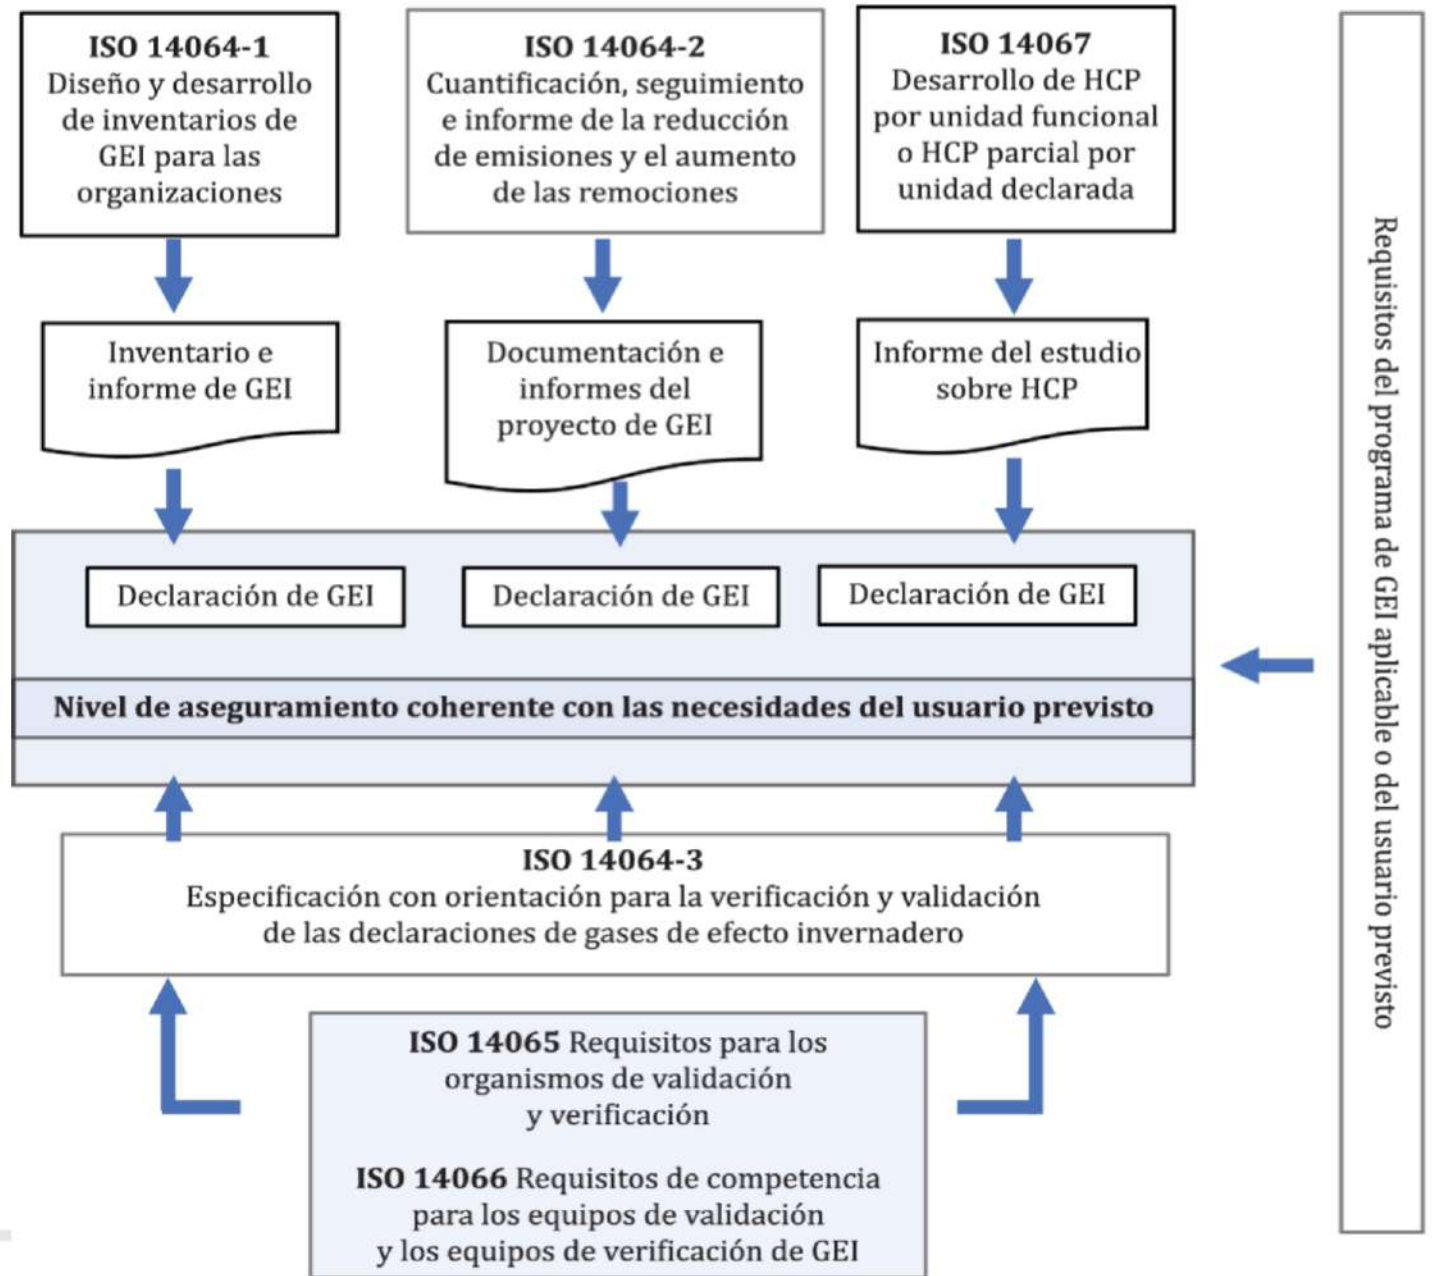 ISO 14064-1
Diseño y desarrollo
de inventarios de
GEI para las
organizaciones
ISO 14064-2
Cuantificación, seguimiento
e informe de la reducción
de emisiones y el aumento
de las remociones
ISO 14067
Desarrollo de HCP
por unidad funcional
o HCP parcial por
unidad declarada
Inventario e
informe de GEI
Documentación e
informes del
proyecto de GEI
Informe del estudio
sobre HCP
Declaración de GEI
Declaración de GEI
Declaración de GEI
Nivel de aseguramiento coherente con las necesidades del usuario previsto
ISO 14064-3
Especificación con orientación para la verificación y validación
de las declaraciones de gases de efecto invernadero
ISO 14065 Requisitos para los
organismos de validación
y verificación
ISO 14066 Requisitos de competencia
para los equipos de validación
y los equipos de verificación de GEI
Requisitos del programa de GEI aplicable o del usuario previsto